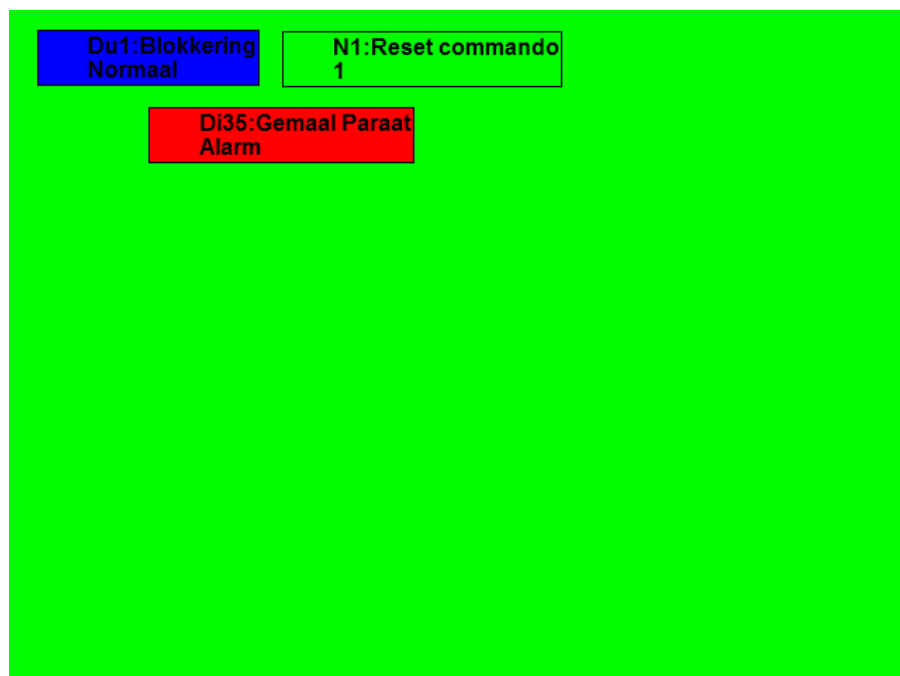 Du1:Blokkering
Normaal
N1:Reset commando
1
Di35:Gemaal Paraat
Alarm